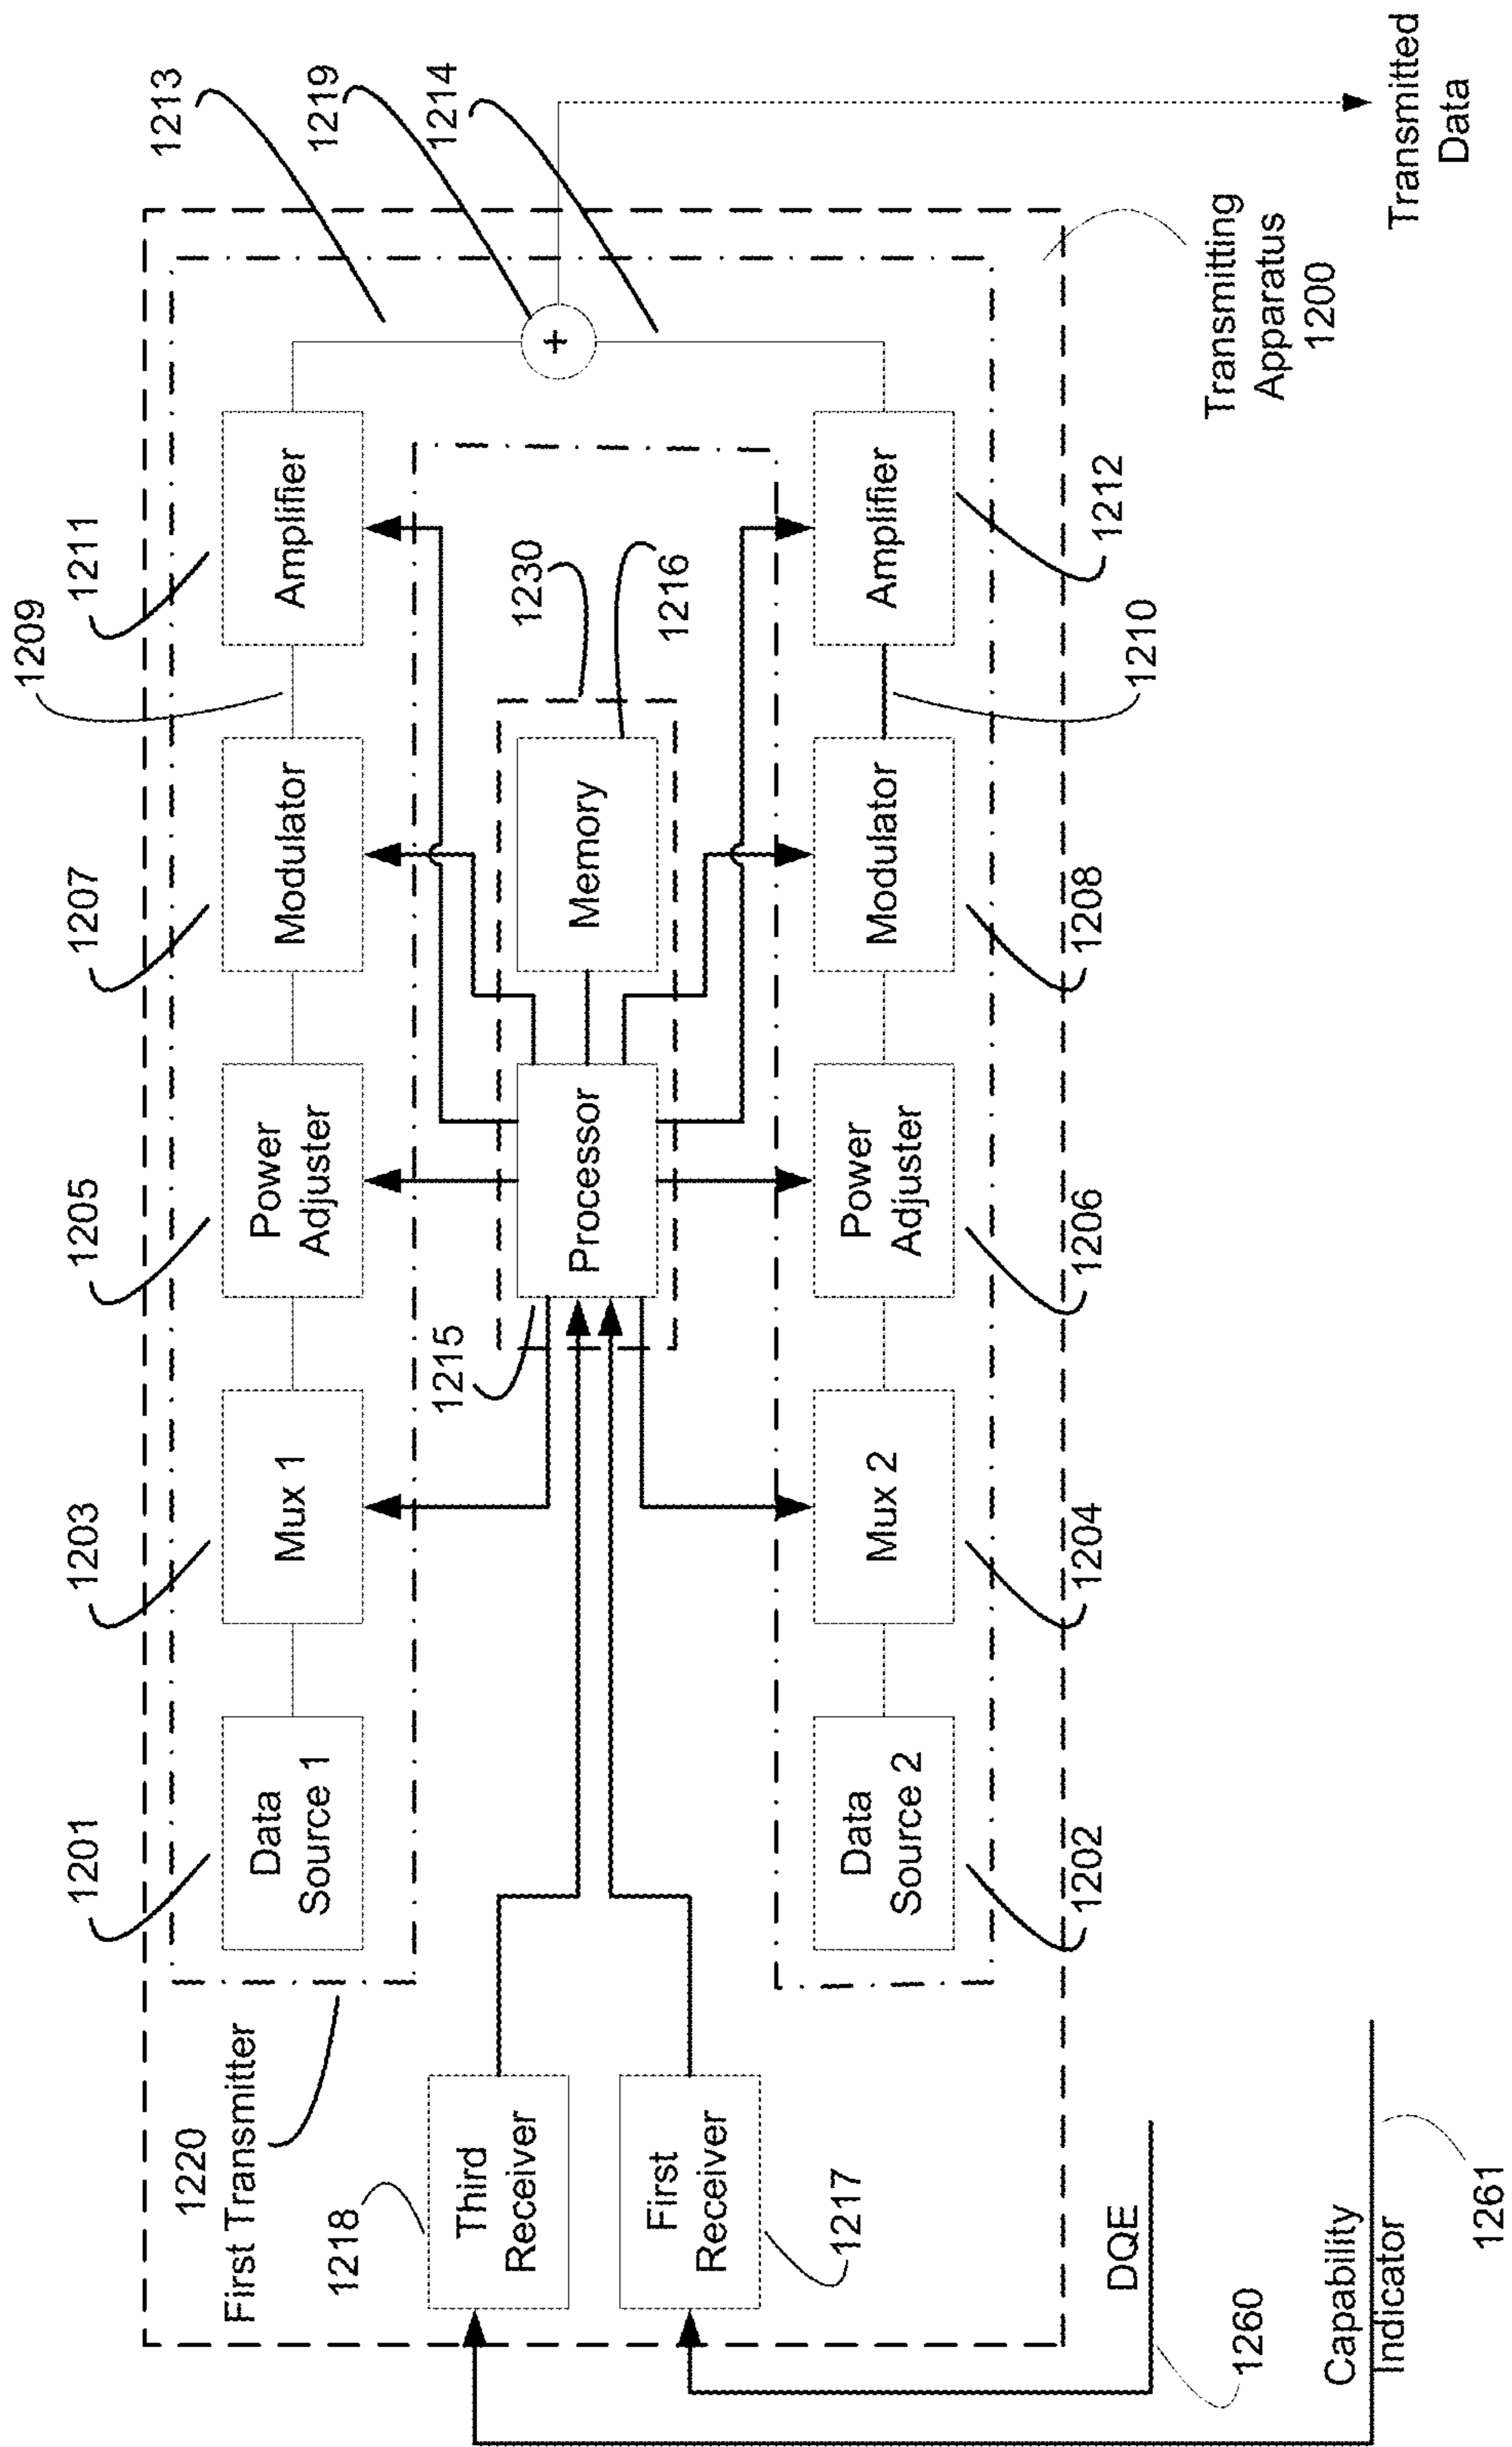 1201
1203
1205
1207
1209
1211
1213
1219
1214
1220
First Transmitter
Data
Source 1
Mux 1
Power
Adjuster
Modulator
Amplifier
1218
Third
Receiver
1215
Processor
Memory
1230
1216
+
First
Receiver
1217
Data
Source 2
Mux 2
Power
Adjuster
Modulator
Amplifier
1202
1204
1206
1208
1210
1212
DQE
1260
Capability
Indicator
1261
Transmitting
Apparatus
1200
Transmitted
Data